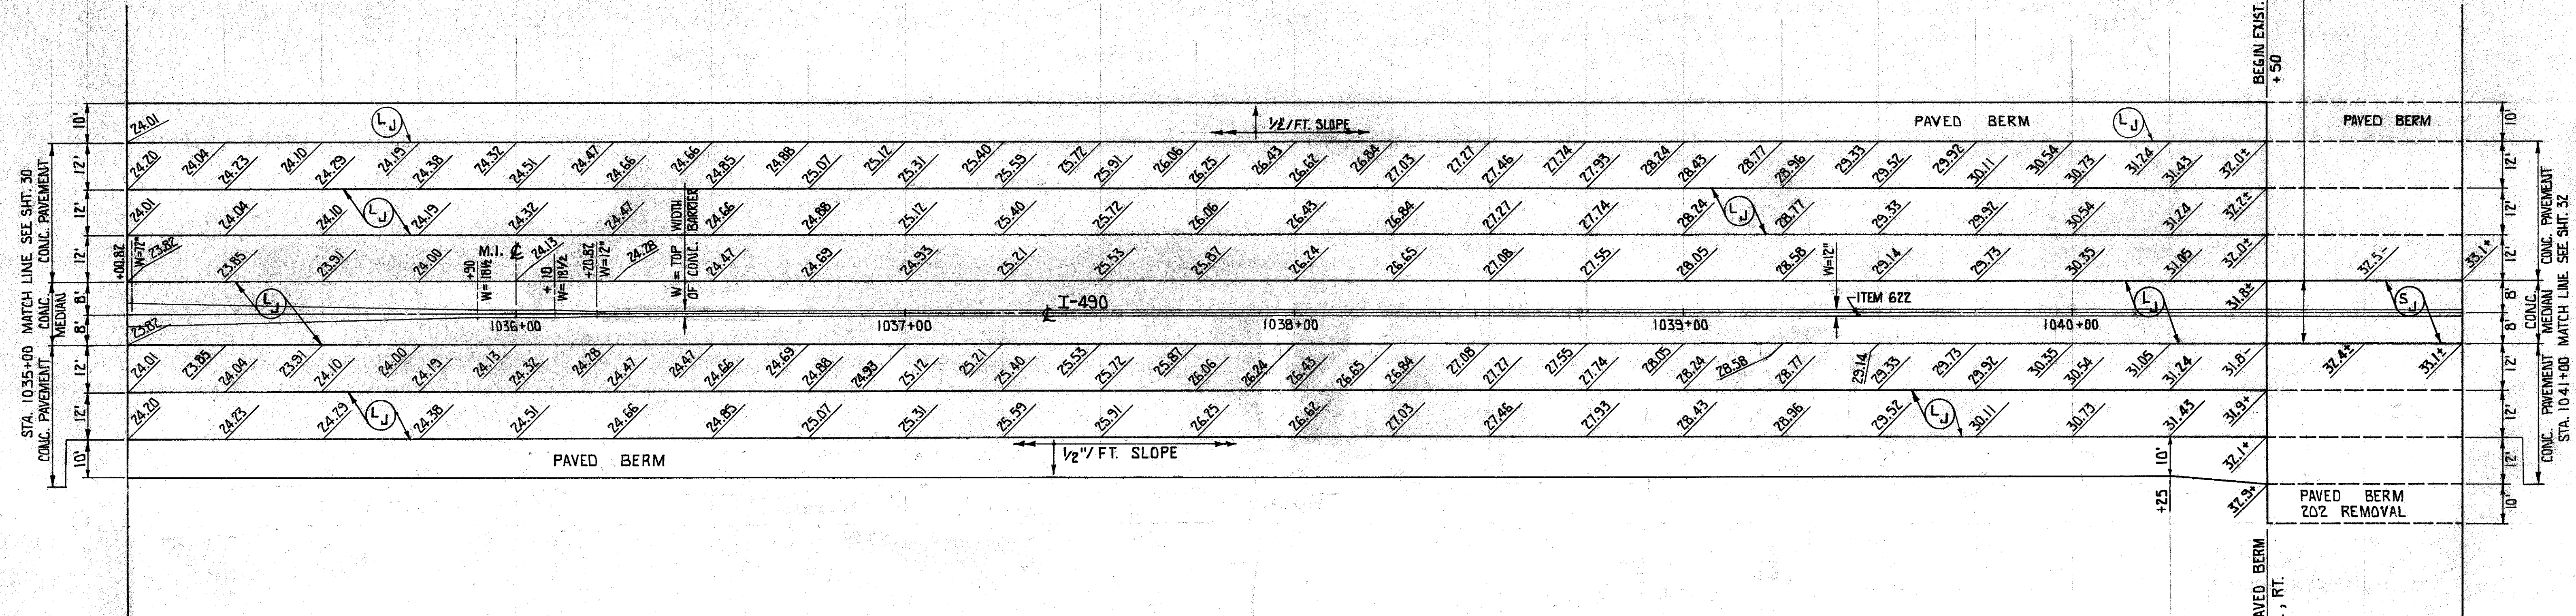 BEGIN EXIST.
+50
10'
24.01
L J
1/2"/FT. SLOPE
PAVED BERM
L J
PAVED BERM
10'
STA. 1035+00 MATCH LINE SEE SHT. 30
CONC. PAVEMENT
12'
24.20 24.04 24.23 24.10 24.29 24.19 24.38 24.32 24.51 24.47 24.66 24.66 24.85 24.88 25.07 25.12 25.31 25.40 25.59 25.72 25.91 26.06 26.25 26.43 26.62 26.84 27.03 27.27 27.46 27.74 27.93 28.24 28.43 28.77 28.96 29.33 29.52 29.92 30.11 30.54 30.73 31.24 31.43 32.0±
12'
12'
24.01 24.04 24.10 L J 24.19 24.32 24.47 WIDTH BARRIER 24.66 24.88 25.12 25.40 25.72 26.06 26.43 26.84 27.27 27.74 28.24 L J 28.77 29.33 29.92 30.54 31.24 32.2±
12'
CONC. PAVEMENT
12'
+00.82
W=72"
23.82 23.85 23.91 24.00 M.I. ℄ 24.13 24.28 24.47 24.69 24.93 25.21 25.53 25.87 26.24 26.65 27.08 27.55 28.05 28.58 29.14 29.73 30.35 31.05 32.0± 32.5- 33.1±
12'
+90
W=18½
+10
W=18½
+20.82
W=12"
W = TOP
OF CONC.
W=12"
CONC.
MEDIAN
8'
L J
I-490
ITEM 622
L J
31.8±
S J
8'
CONC.
MEDIAN
8'
23.82
1036+00
℄
1037+00
1038+00
1039+00
1040+00
8'
MATCH LINE SEE SHT. 32
STA. 1041+00
CONC. PAVEMENT
12'
24.01 23.85 24.04 23.91 24.10 24.00 24.19 24.13 24.32 24.28 24.47 24.47 24.66 24.69 24.88 24.93 25.12 25.21 25.40 25.53 25.72 25.87 26.06 26.24 26.43 26.65 26.84 27.08 27.27 27.55 27.74 28.05 28.24 28.58 28.77 29.14 29.33 29.73 29.92 30.35 30.54 31.05 31.24 31.8- 32.4± 33.1±
12'
12'
24.20 24.23 24.29 L J 24.38 24.51 24.66 24.85 25.07 25.31 25.59 25.91 26.25 26.62 27.03 27.46 27.93 28.43 28.96 29.52 L J 30.11 30.73 31.43 31.9+
12'
CONC. PAVEMENT
10'
PAVED BERM
1/2"/FT. SLOPE
10'
32.1±
12'
+25
32.9±
PAVED BERM
202 REMOVAL
10'
AVED BERM
, RT.